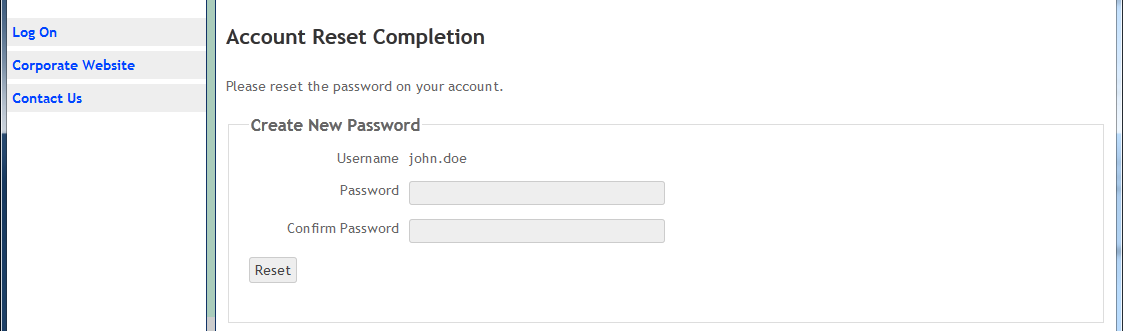 Log On
Corporate Website
Contact Us
Account Reset Completion
Please reset the password on your account.
Create New Password
Username john.doe
Password
Confirm Password
Reset